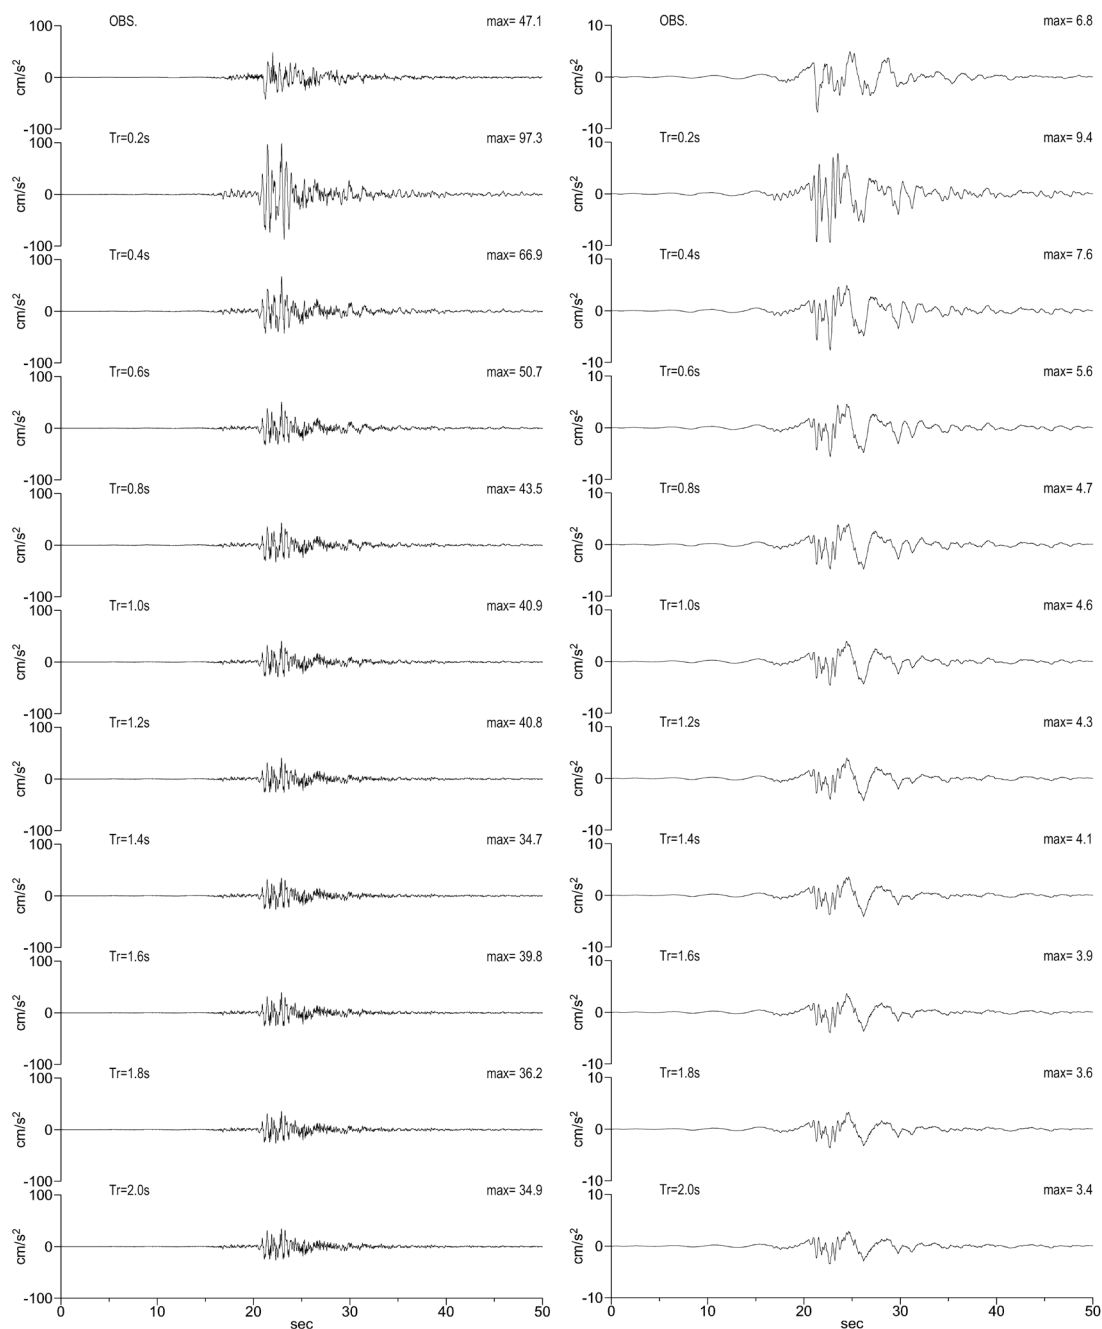 100 OBS. max= 47.1
cm/s²
0
-100
100 Tr=0.2s max= 97.3
cm/s²
0
-100
100 Tr=0.4s max= 66.9
cm/s²
0
-100
100 Tr=0.6s max= 50.7
cm/s²
0
-100
100 Tr=0.8s max= 43.5
cm/s²
0
-100
100 Tr=1.0s max= 40.9
cm/s²
0
-100
100 Tr=1.2s max= 40.8
cm/s²
0
-100
100 Tr=1.4s max= 34.7
cm/s²
0
-100
100 Tr=1.6s max= 39.8
cm/s²
0
-100
100 Tr=1.8s max= 36.2
cm/s²
0
-100
100 Tr=2.0s max= 34.9
cm/s²
0
-100
0 10 20 30 40 50
sec
10 OBS. max= 6.8
cm/s²
0
-10
10 Tr=0.2s max= 9.4
cm/s²
0
-10
10 Tr=0.4s max= 7.6
cm/s²
0
-10
10 Tr=0.6s max= 5.6
cm/s²
0
-10
10 Tr=0.8s max= 4.7
cm/s²
0
-10
10 Tr=1.0s max= 4.6
cm/s²
0
-10
10 Tr=1.2s max= 4.3
cm/s²
0
-10
10 Tr=1.4s max= 4.1
cm/s²
0
-10
10 Tr=1.6s max= 3.9
cm/s²
0
-10
10 Tr=1.8s max= 3.6
cm/s²
0
-10
10 Tr=2.0s max= 3.4
cm/s²
0
-10
0 10 20 30 40 50
sec